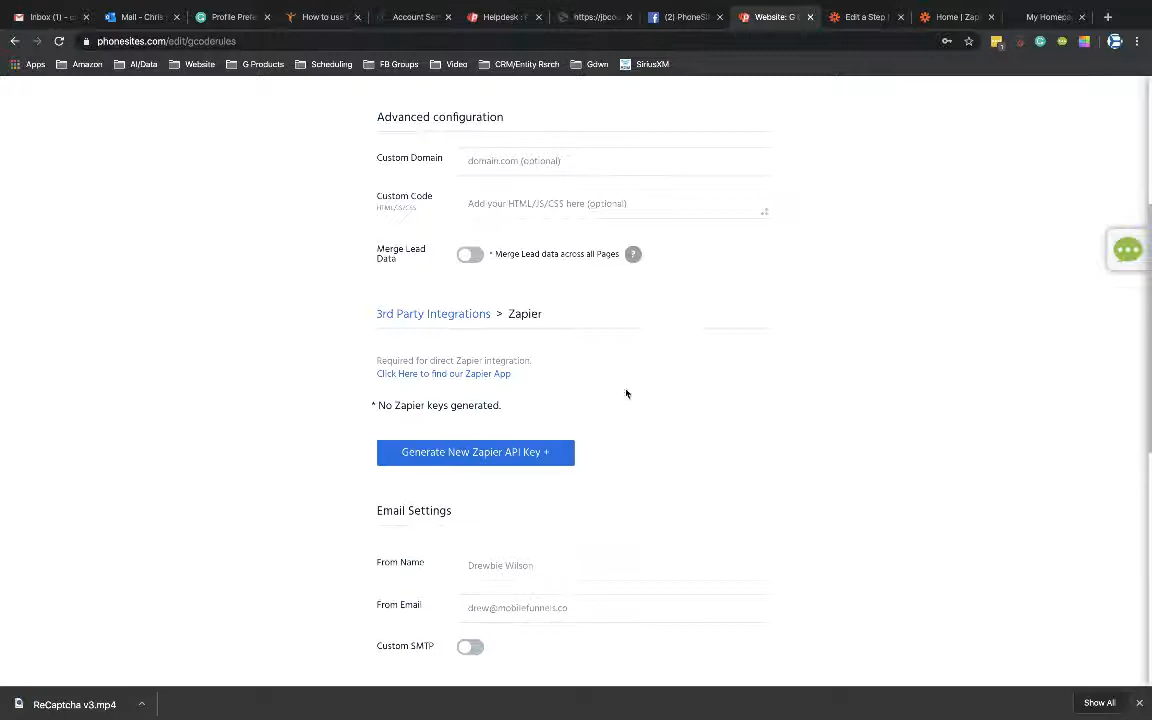 Inbox (1) - c
Mail - Chris
Profile Prefe
How to use
Account Set
Helpdesk : F
https://jbco
(2) PhoneSi
Website: G
Edit a Step
Home | Zap
My Homepa
phonesites.com/edit/gcoderules
Apps
Amazon
AI/Data
Website
G Products
Scheduling
FB Groups
Video
CRM/Entity Rsrch
Gdwn
SiriusXM
Advanced configuration
Custom Domain
domain.com (optional)
Custom Code
HTML/JS/CSS
Add your HTML/JS/CSS here (optional)
Merge Lead
Data
* Merge Lead data across all Pages
?
3rd Party Integrations > Zapier
Required for direct Zapier integration.
Click Here to find our Zapier App
* No Zapier keys generated.
Generate New Zapier API Key +
Email Settings
From Name
Drewbie Wilson
From Email
drew@mobilefunnels.co
Custom SMTP
ReCaptcha v3.mp4
Show All